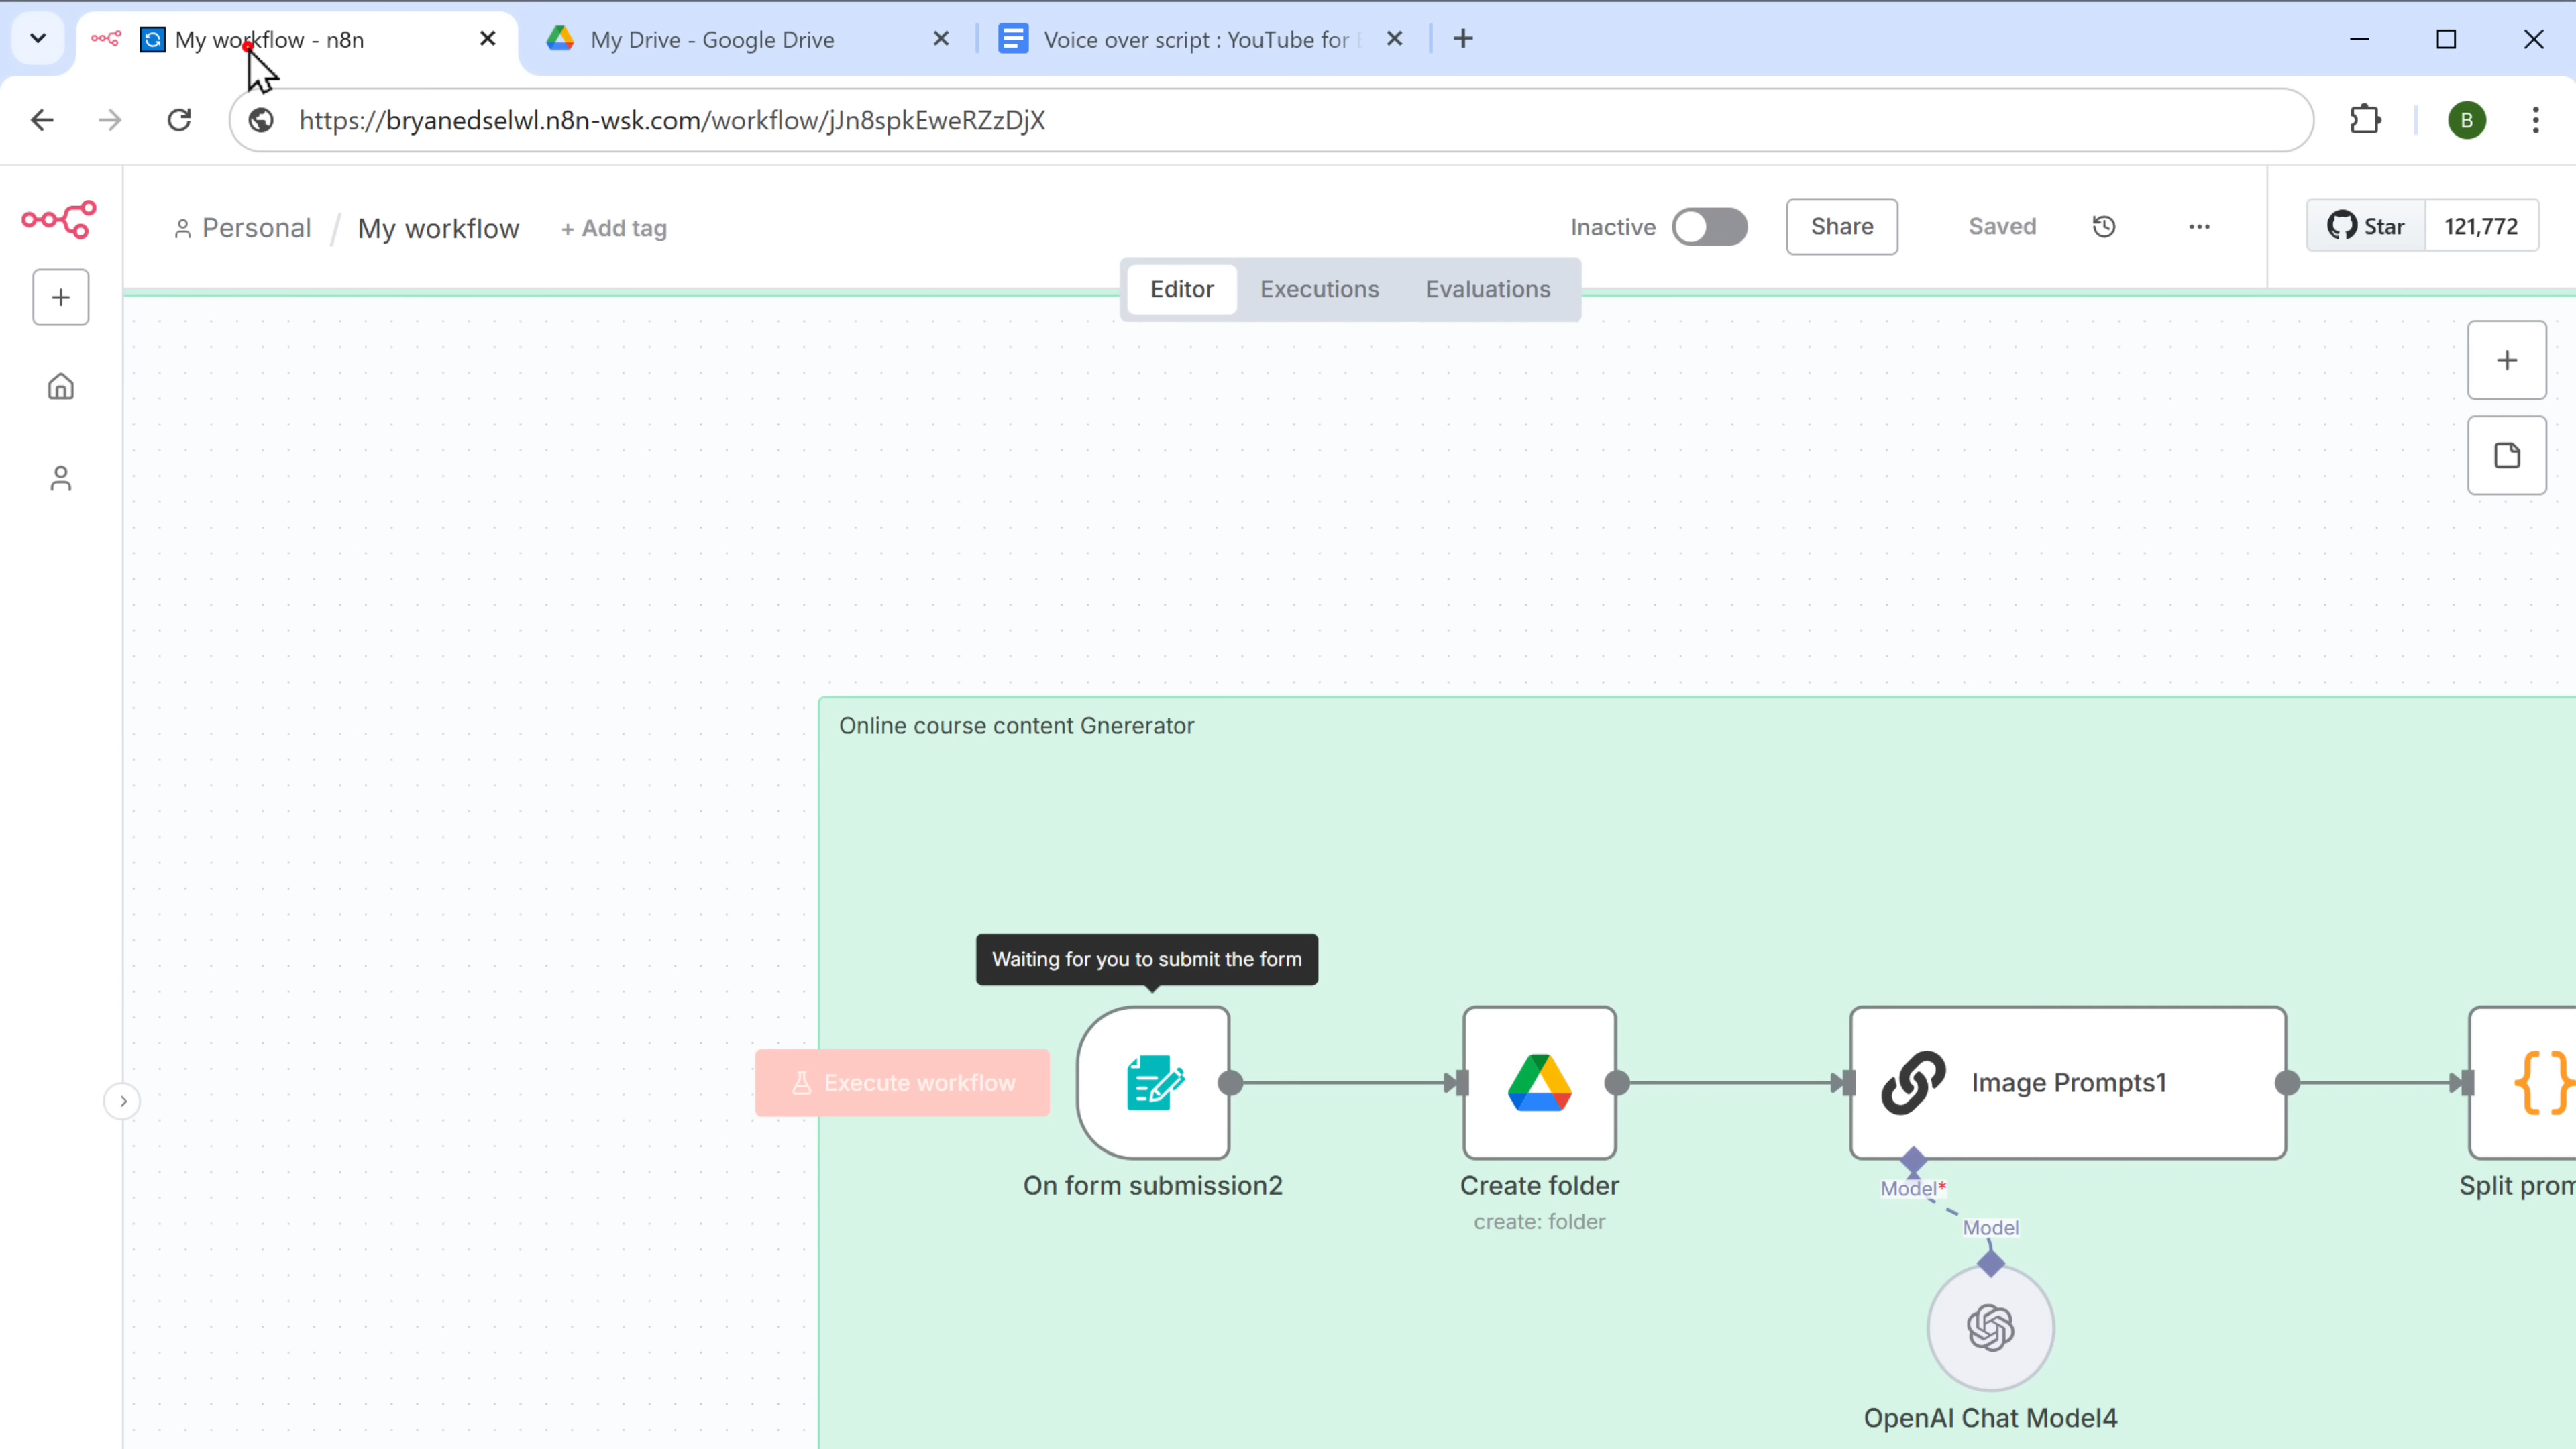 My workflow - n8n
My Drive - Google Drive
Voice over script : YouTube for
https://bryanedselwl.n8n-wsk.com/workflow/jJn8spkEweRZzDjX
B
Personal / My workflow + Add tag
Inactive
Share
Saved
Star
121,772
Editor
Executions
Evaluations
Online course content Gnererator
Waiting for you to submit the form
Execute workflow
Image Prompts1
On form submission2
Create folder
create: folder
Model*
Model
Split prom
OpenAI Chat Model4